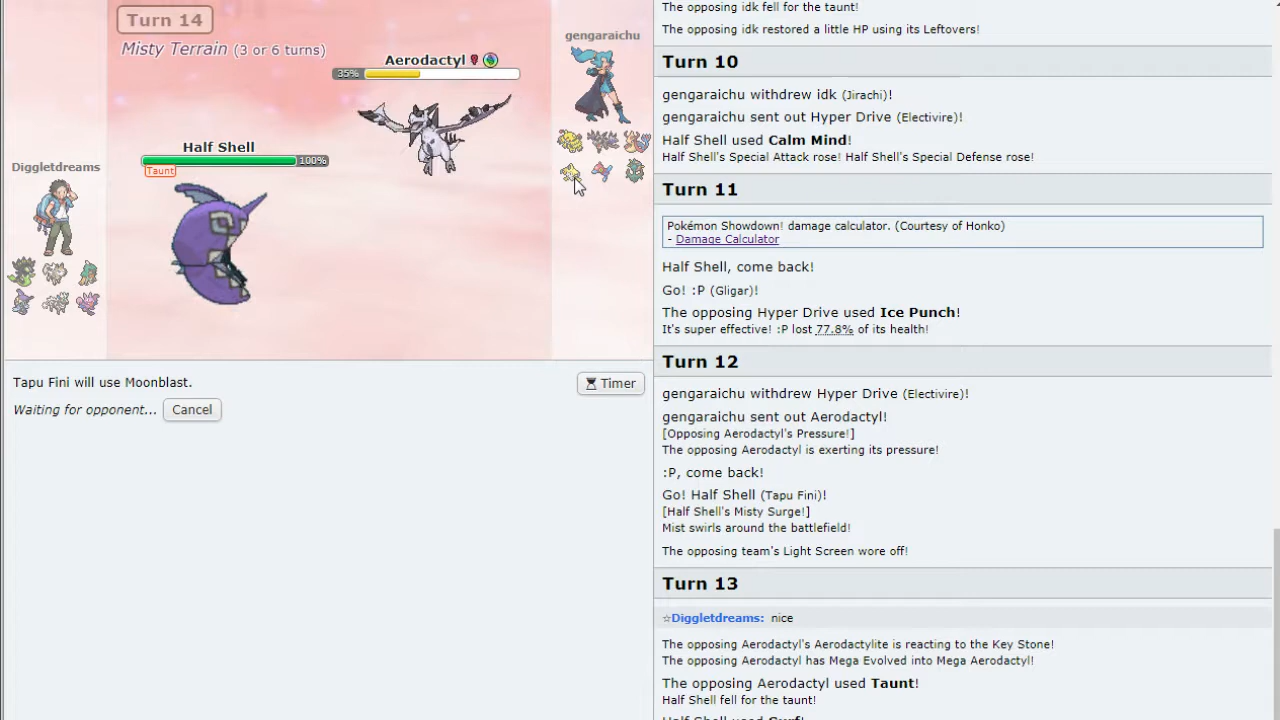 Turn 14
Misty Terrain (3 or 6 turns)
Aerodactyl
35%
Half Shell
100%
Taunt
Diggletdreams
gengaraichu
Tapu Fini will use Moonblast.
Timer
Waiting for opponent...
Cancel
The opposing idk fell for the taunt!
The opposing idk restored a little HP using its Leftovers!
Turn 10
gengaraichu withdrew idk (Jirachi)!
gengaraichu sent out Hyper Drive (Electivire)!
Half Shell used Calm Mind!
Half Shell's Special Attack rose! Half Shell's Special Defense rose!
Turn 11
Pokémon Showdown! damage calculator. (Courtesy of Honko)
- Damage Calculator
Half Shell, come back!
Go! :P (Gligar)!
The opposing Hyper Drive used Ice Punch!
It's super effective! :P lost 77.8% of its health!
Turn 12
gengaraichu withdrew Hyper Drive (Electivire)!
gengaraichu sent out Aerodactyl!
[Opposing Aerodactyl's Pressure!]
The opposing Aerodactyl is exerting its pressure!
:P, come back!
Go! Half Shell (Tapu Fini)!
[Half Shell's Misty Surge!]
Mist swirls around the battlefield!
The opposing team's Light Screen wore off!
Turn 13
☆Diggletdreams: nice
The opposing Aerodactyl's Aerodactylite is reacting to the Key Stone!
The opposing Aerodactyl has Mega Evolved into Mega Aerodactyl!
The opposing Aerodactyl used Taunt!
Half Shell fell for the taunt!
Half Shell used Surf!